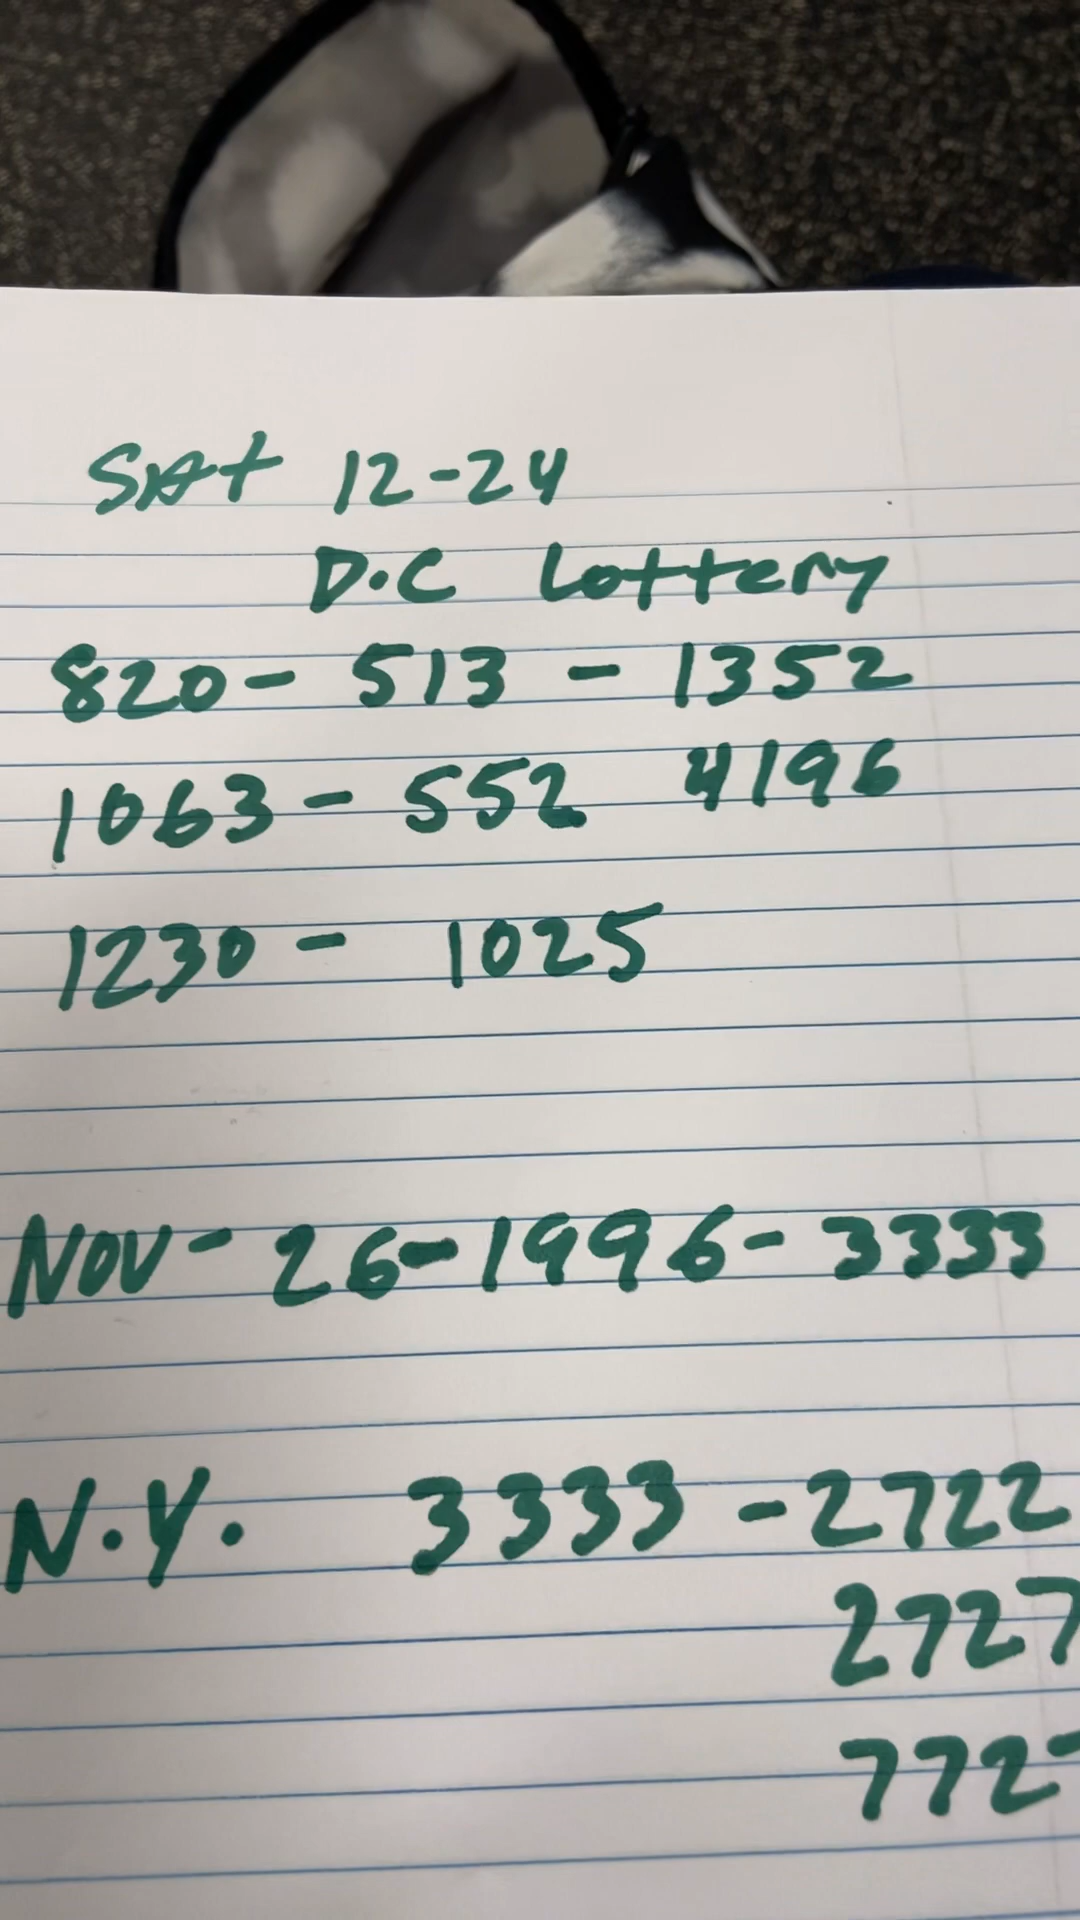 SAt 12-24
D.C Lottery
820- 513 - 1352
1063 - 552 4196
1230 - 1025
NOV - 26-1996- 3333
N.Y. 3333 -2722
2727
772